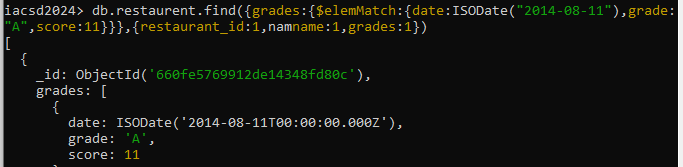 iacsd2024> db.restaurent.find({grades:{$elemMatch:{date:ISODate("2014-08-11"),grade:
"A",score:11}}},{restaurant_id:1,namname:1,grades:1})
[
  {
    _id: ObjectId('660fe5769912de14348fd80c'),
    grades: [
      {
        date: ISODate('2014-08-11T00:00:00.000Z'),
        grade: 'A',
        score: 11